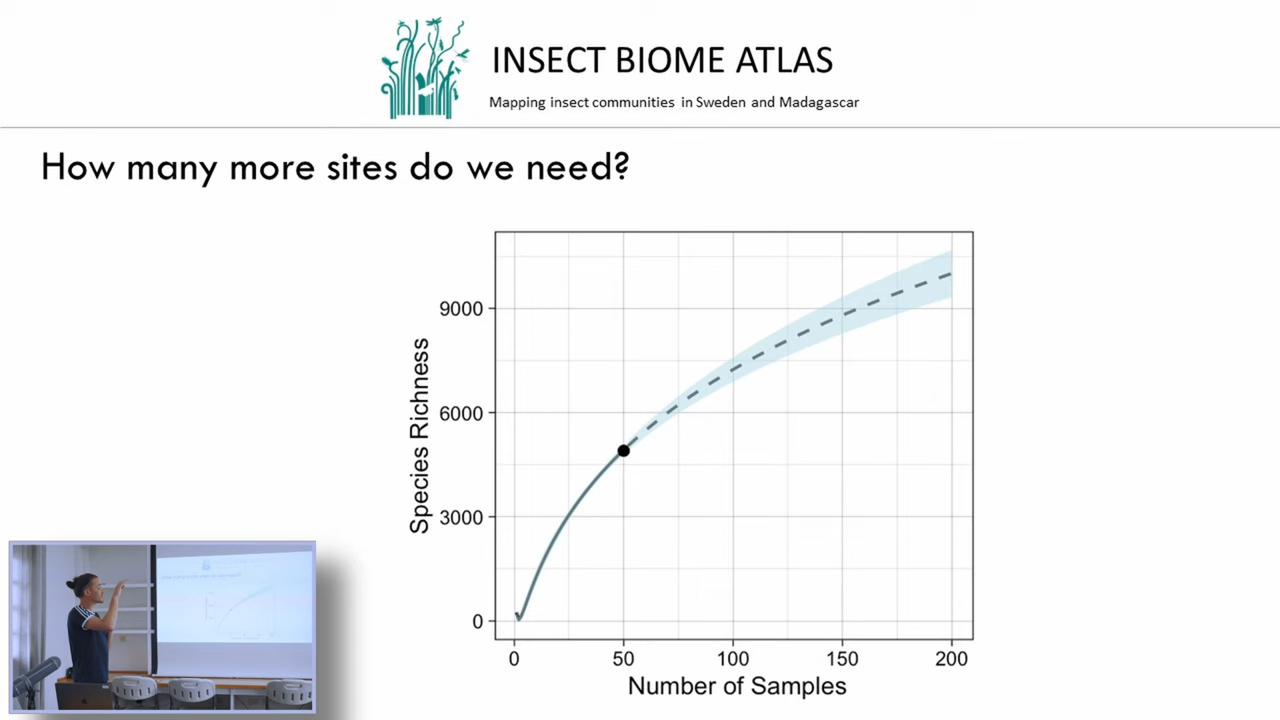 INSECT BIOME ATLAS
Mapping insect communities in Sweden and Madagascar
How many more sites do we need?
Species Richness
9000
6000
3000
0
0 50 100 150 200
Number of Samples